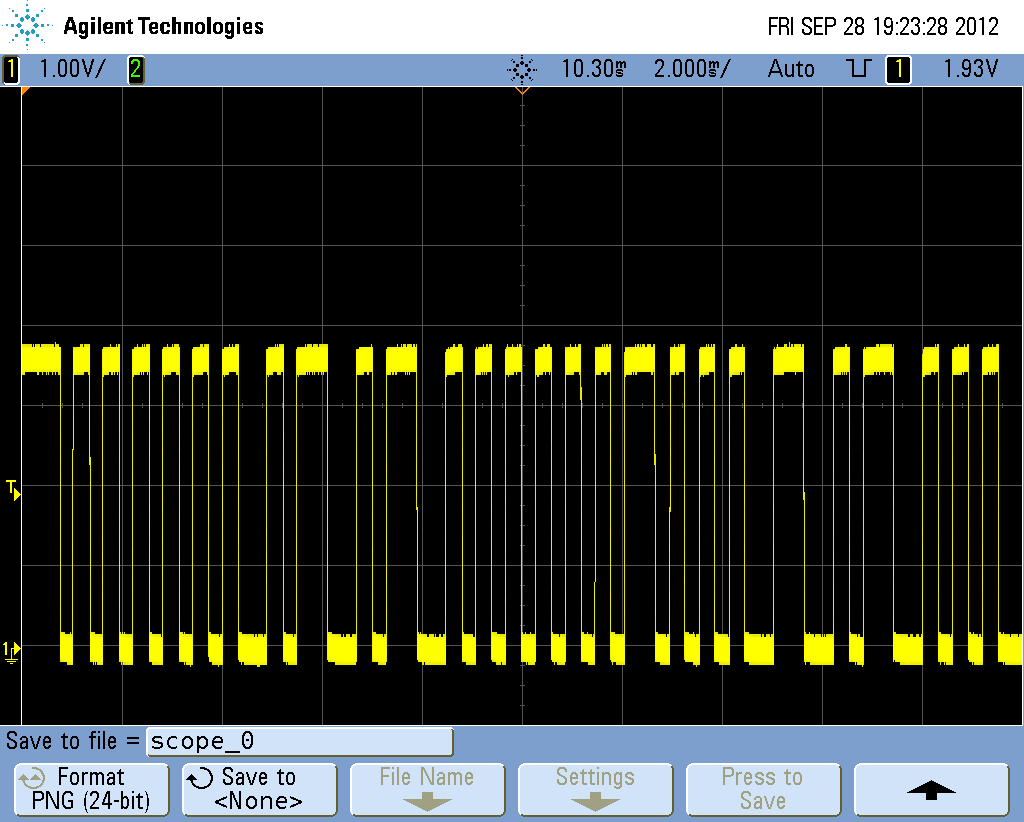 Agilent Technologies FRI SEP 28 19:23:28 2012
1 1.00V/ 2 10.30ms 2.000ms/ Auto 1 1.93V
T
1
Save to file = scope_0
Format Save to File Name Settings Press to
PNG (24-bit) <None> Save